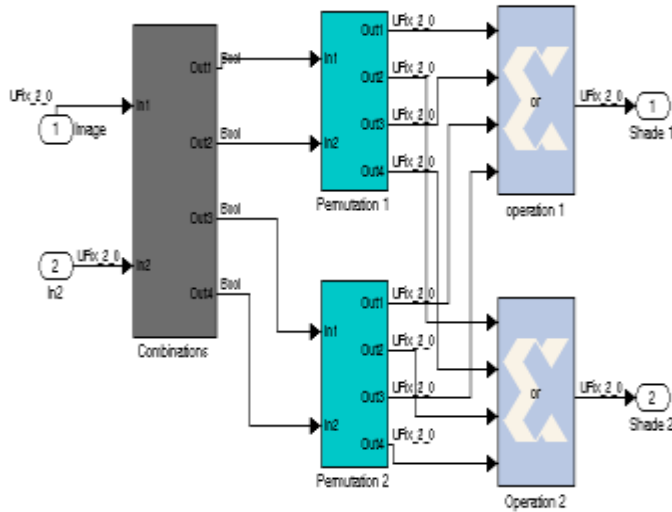 UFix_2_0
1
Image
2
In2
UFix_2_0
In1
In2
Out1
Out2
Out3
Out4
Combinations
Bool
Bool
Bool
Bool
In1
In2
Out1
Out2
Out3
Out4
Permutation 1
UFix_2_0
UFix_2_0
UFix_2_0
UFix_2_0
or
operation 1
UFix_2_0
1
Shade 1
In1
In2
Out1
Out2
Out3
Out4
Permutation 2
UFix_2_0
UFix_2_0
UFix_2_0
UFix_2_0
or
Operation 2
UFix_2_0
2
Shade 2